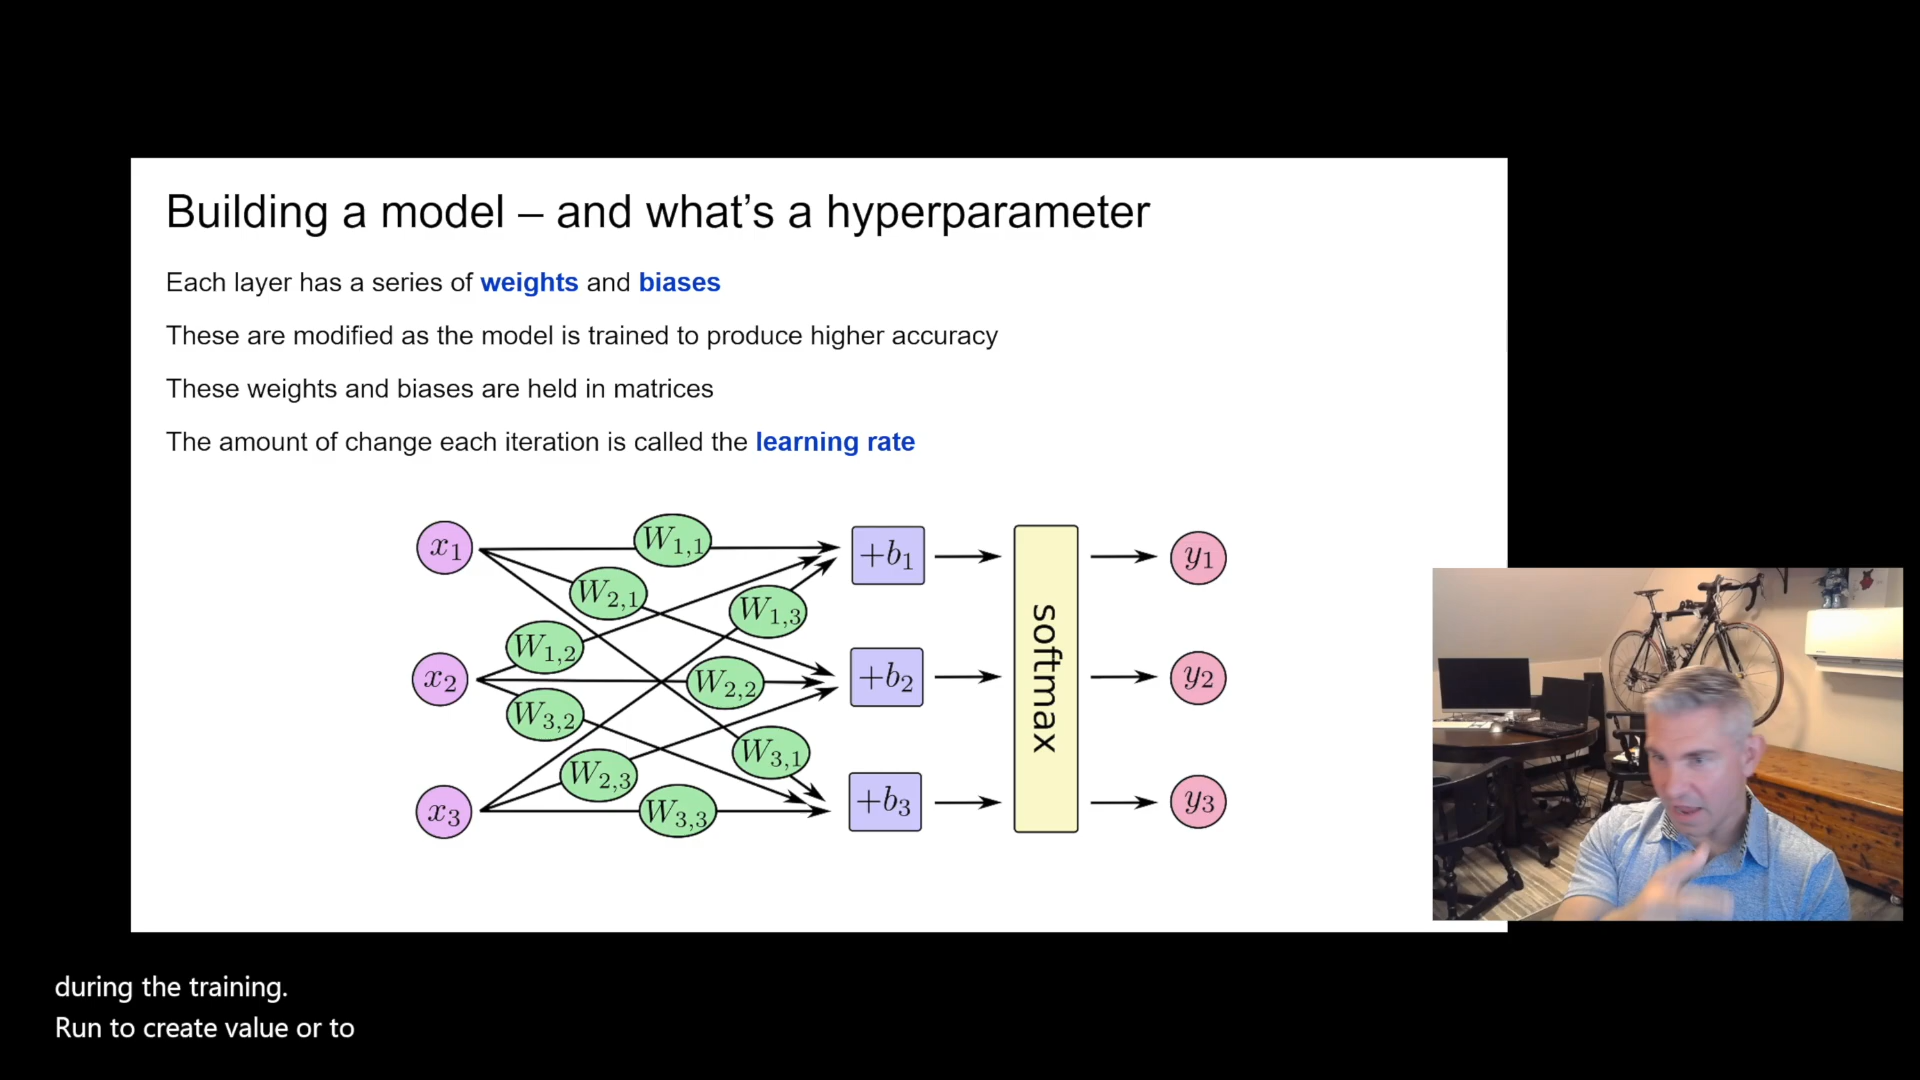 Building a model – and what’s a hyperparameter
Each layer has a series of weights and biases
These are modified as the model is trained to produce higher accuracy
These weights and biases are held in matrices
The amount of change each iteration is called the learning rate
x1 W1,1 +b1 y1
W2,1 W1,3
W1,2
x2 W2,2 +b2 softmax y2
W3,2
W2,3 W3,1
x3 W3,3 +b3 y3
during the training.
Run to create value or to